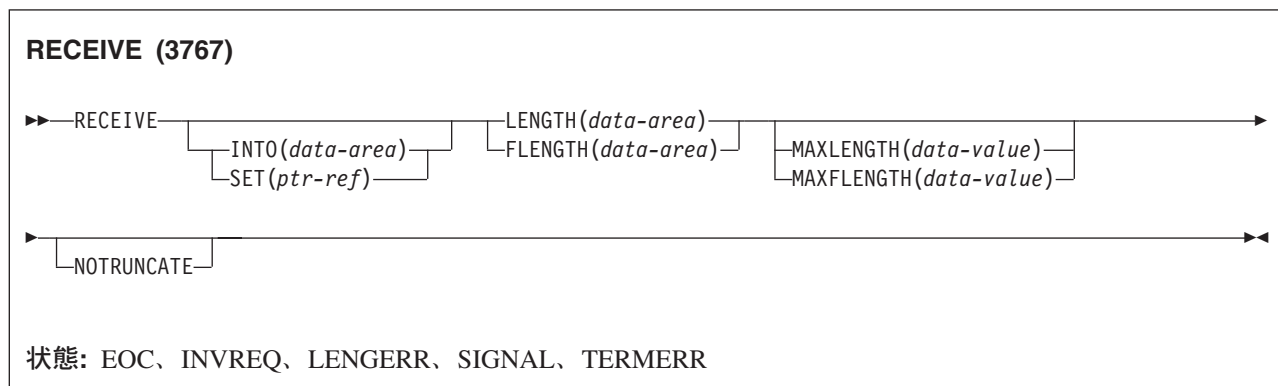 RECEIVE (3767)
RECEIVE INTO(data-area) SET(ptr-ref) LENGTH(data-area) FLENGTH(data-area) MAXLENGTH(data-value) MAXFLENGTH(data-value)
NOTRUNCATE
状態: EOC、INVREQ、LENGERR、SIGNAL、TERMERR